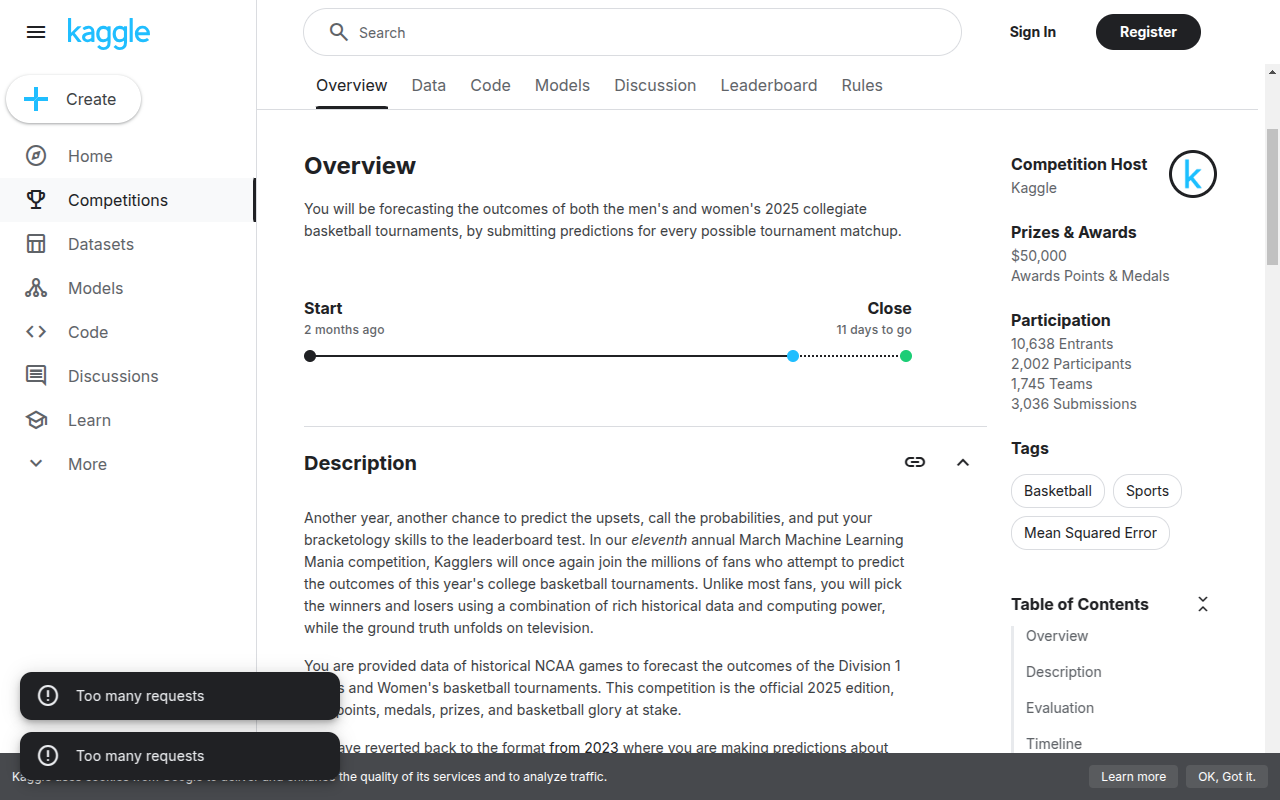 kaggle
Search
Sign In
Register
Create
Home
Competitions
Datasets
Models
Code
Discussions
Learn
More
Overview Data Code Models Discussion Leaderboard Rules
Overview
You will be forecasting the outcomes of both the men's and women's 2025 collegiate
basketball tournaments, by submitting predictions for every possible tournament matchup.
Start
2 months ago
Close
11 days to go
Description
Another year, another chance to predict the upsets, call the probabilities, and put your
bracketology skills to the leaderboard test. In our eleventh annual March Machine Learning
Mania competition, Kagglers will once again join the millions of fans who attempt to predict
the outcomes of this year's college basketball tournaments. Unlike most fans, you will pick
the winners and losers using a combination of rich historical data and computing power,
while the ground truth unfolds on television.
You are provided data of historical NCAA games to forecast the outcomes of the Division 1
and Women's basketball tournaments. This competition is the official 2025 edition,
points, medals, prizes, and basketball glory at stake.
reverted back to the format from 2023 where you are making predictions about
Competition Host
Kaggle
k
Prizes & Awards
$50,000
Awards Points & Medals
Participation
10,638 Entrants
2,002 Participants
1,745 Teams
3,036 Submissions
Tags
Basketball
Sports
Mean Squared Error
Table of Contents
Overview
Description
Evaluation
Timeline
Too many requests
Too many requests
the quality of its services and to analyze traffic.
Learn more
OK, Got it.